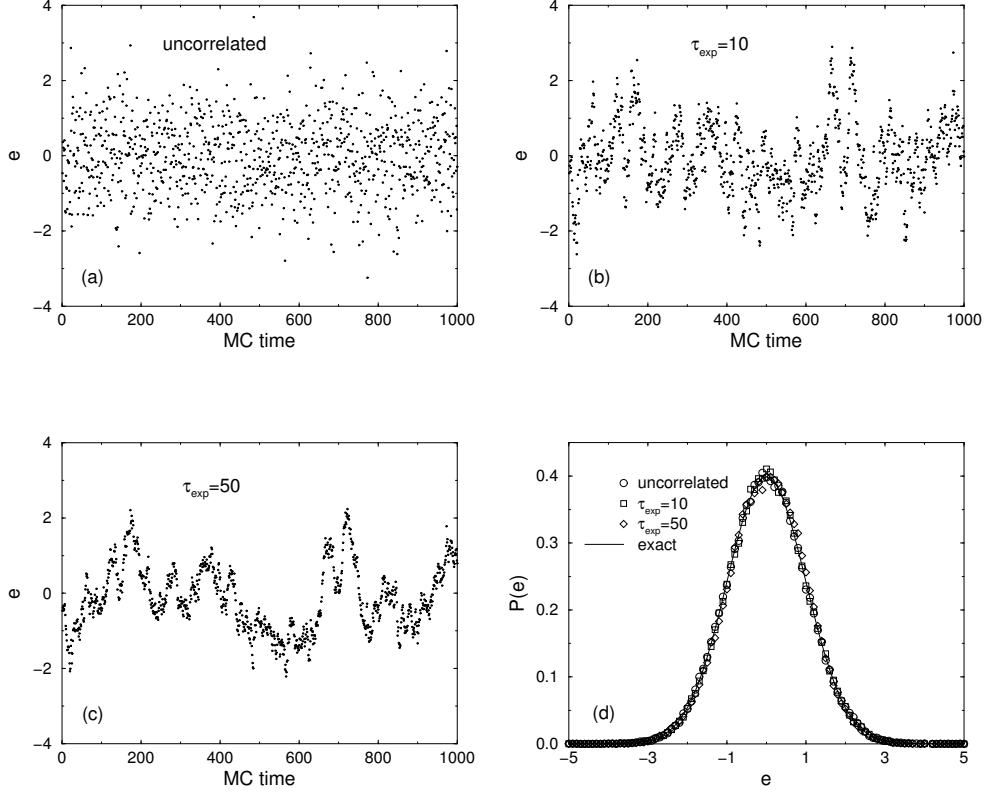 4
2
0
−2
−4
e
uncorrelated
(a)
0 200 400 600 800 1000
MC time
4
2
0
−2
−4
e
τexp=10
(b)
0 200 400 600 800 1000
MC time
4
2
0
−2
−4
e
τexp=50
(c)
0 200 400 600 800 1000
MC time
0.4
0.3
0.2
0.1
0.0
P(e)
uncorrelated
τexp=10
τexp=50
exact
(d)
−5 −3 −1 1 3 5
e